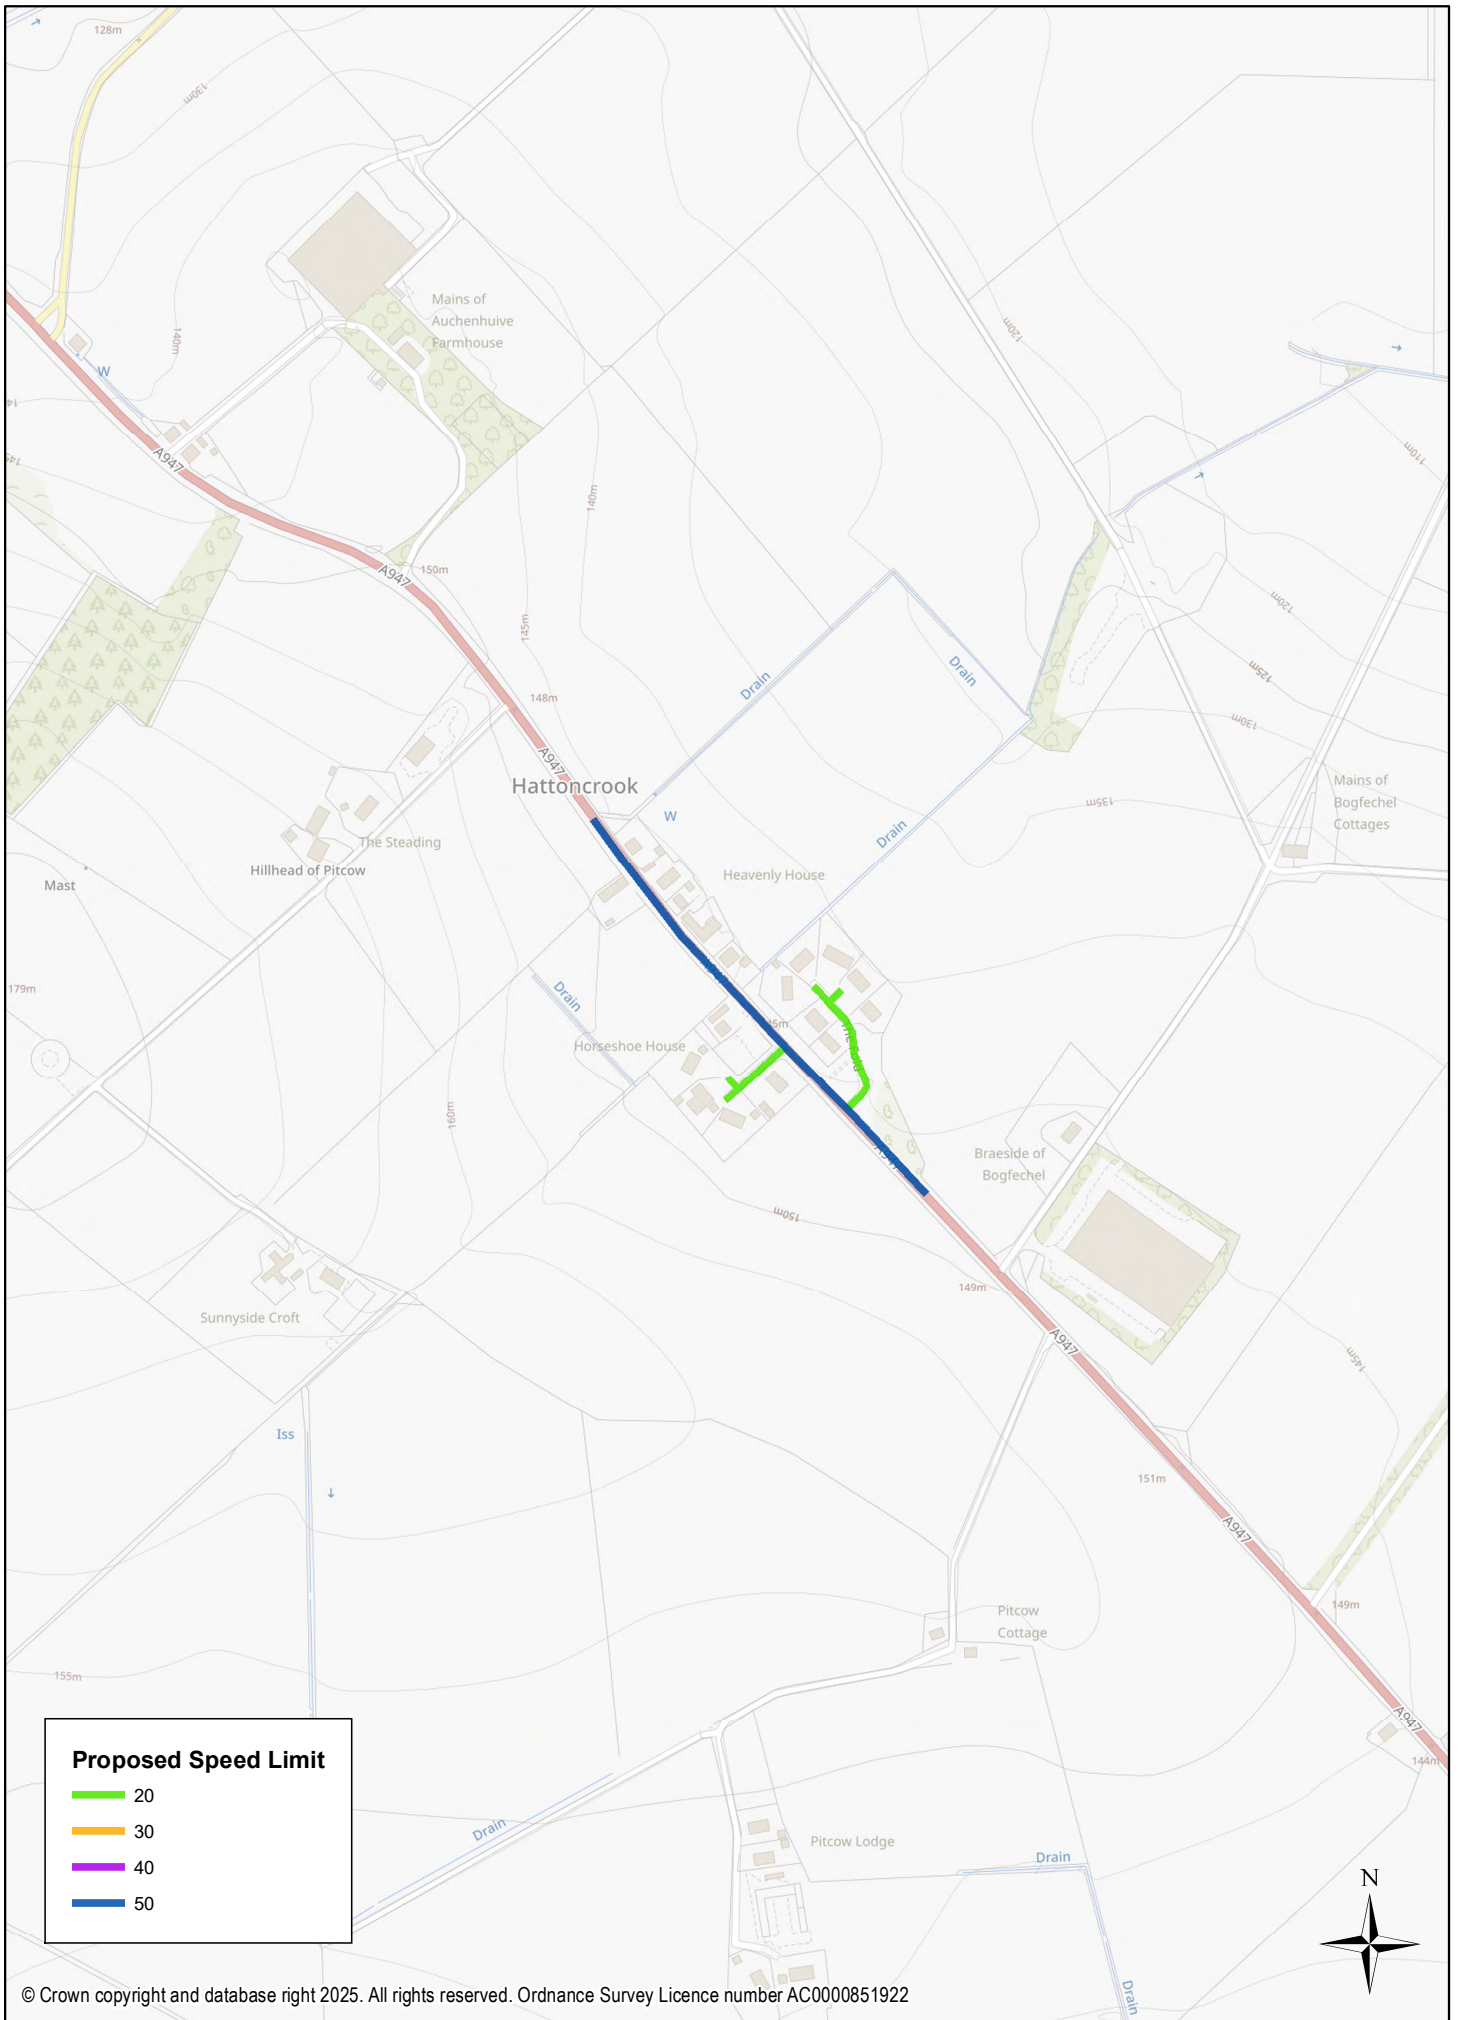 128m
130m
Mains of
Auchenhuive
Farmhouse
140m
W
120m
A947
110m
140m
A947
150m
145m
120m
Drain
Drain
125m
148m
130m
A947
Hattoncrook
Mains of
Bogfechel
Cottages
135m
W
The Steading
Drain
Hillhead of Pitcow
Heavenly House
Mast
179m
Drain
Horseshoe House
160m
Braeside of
Bogfechel
A947
150m
149m
Sunnyside Croft
A947
145m
Iss
151m
A947
149m
Pitcow
Cottage
155m
A947
144m
Proposed Speed Limit
20
30
40
50
Drain
Pitcow Lodge
Drain
N
Drain
© Crown copyright and database right 2025. All rights reserved. Ordnance Survey Licence number AC0000851922